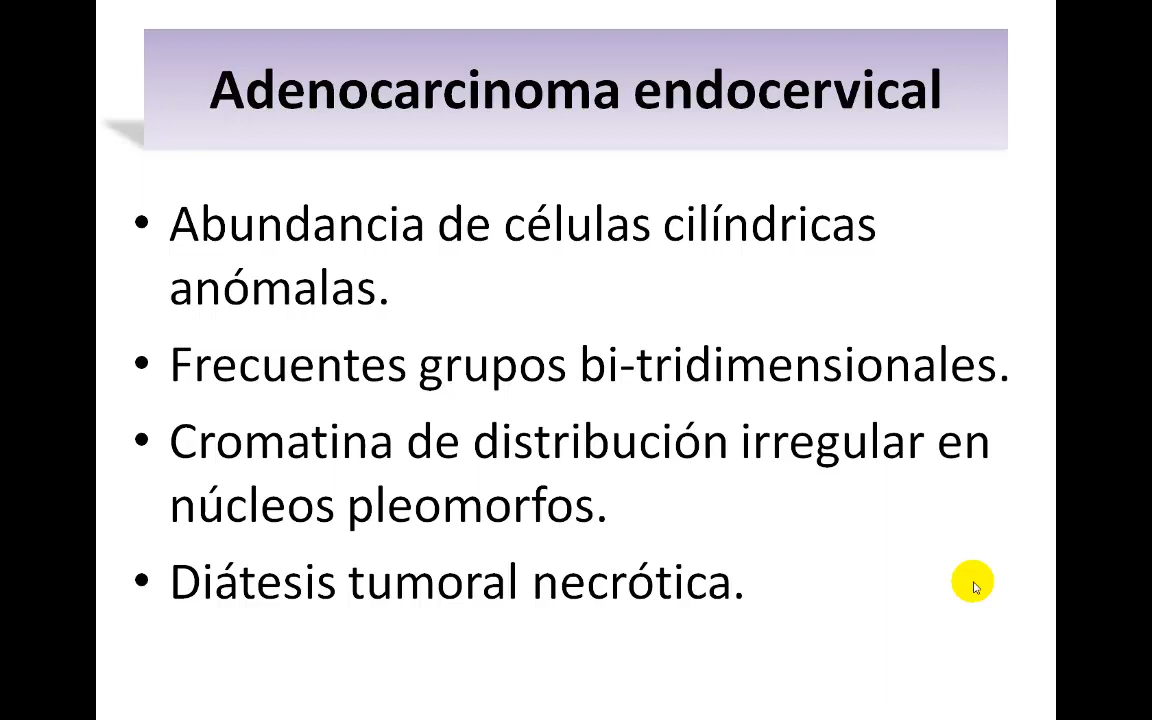 Adenocarcinoma endocervical
• Abundancia de células cilíndricas
anómalas.
• Frecuentes grupos bi-tridimensionales.
• Cromatina de distribución irregular en
núcleos pleomorfos.
• Diátesis tumoral necrótica.